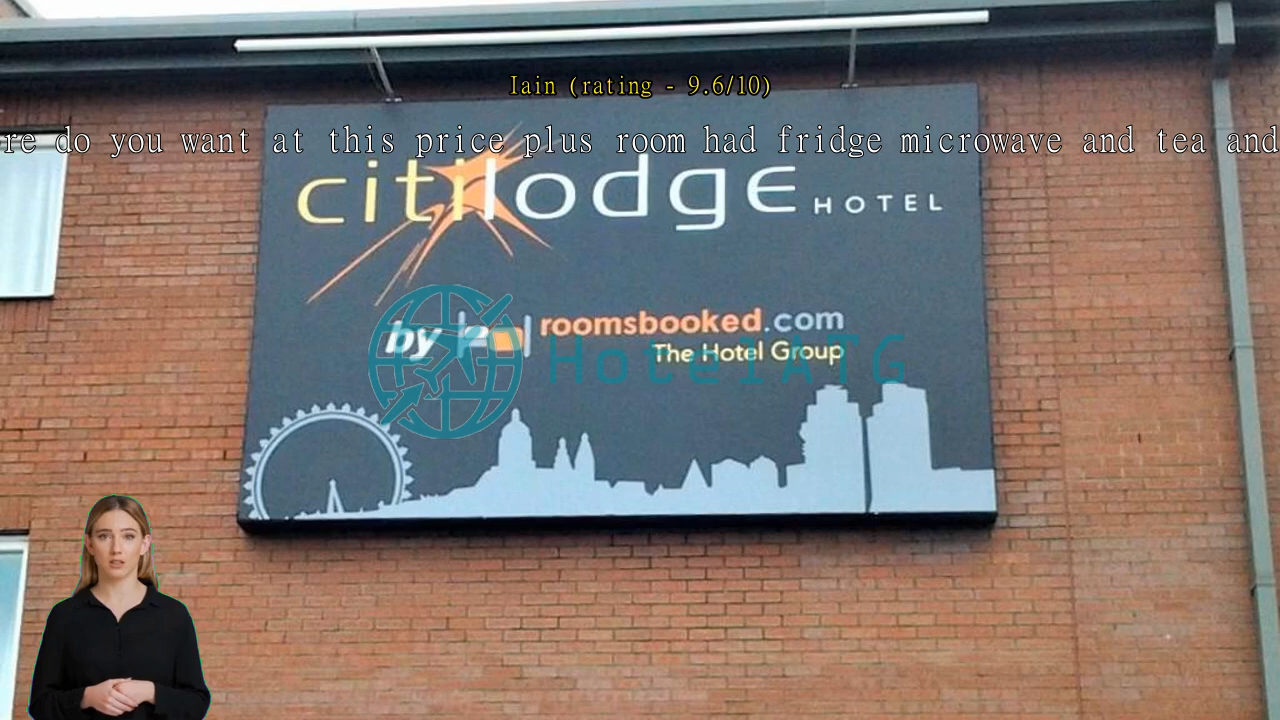 Iain (rating - 9.6/10)
re do you want at this price plus room had fridge microwave and tea and
citilodge HOTEL
by
roomsbooked.com
The Hotel Group
HotelATG